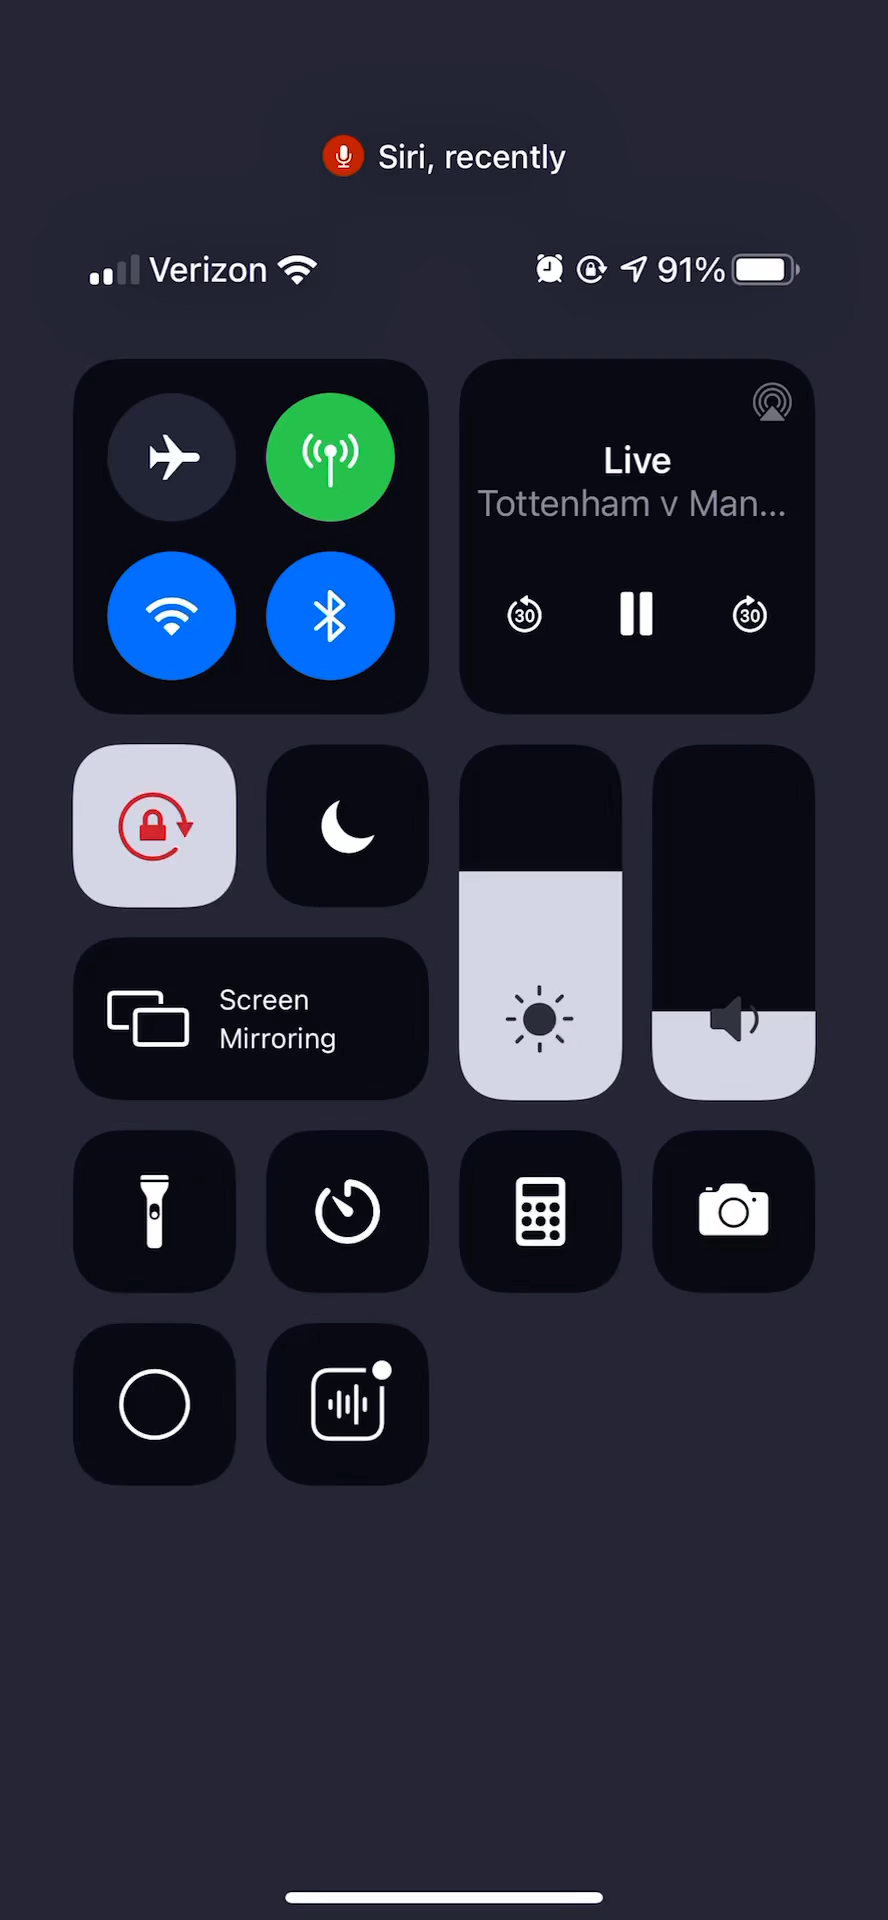 Siri, recently
Verizon
91%
Live
Tottenham v Man...
30
30
Screen
Mirroring